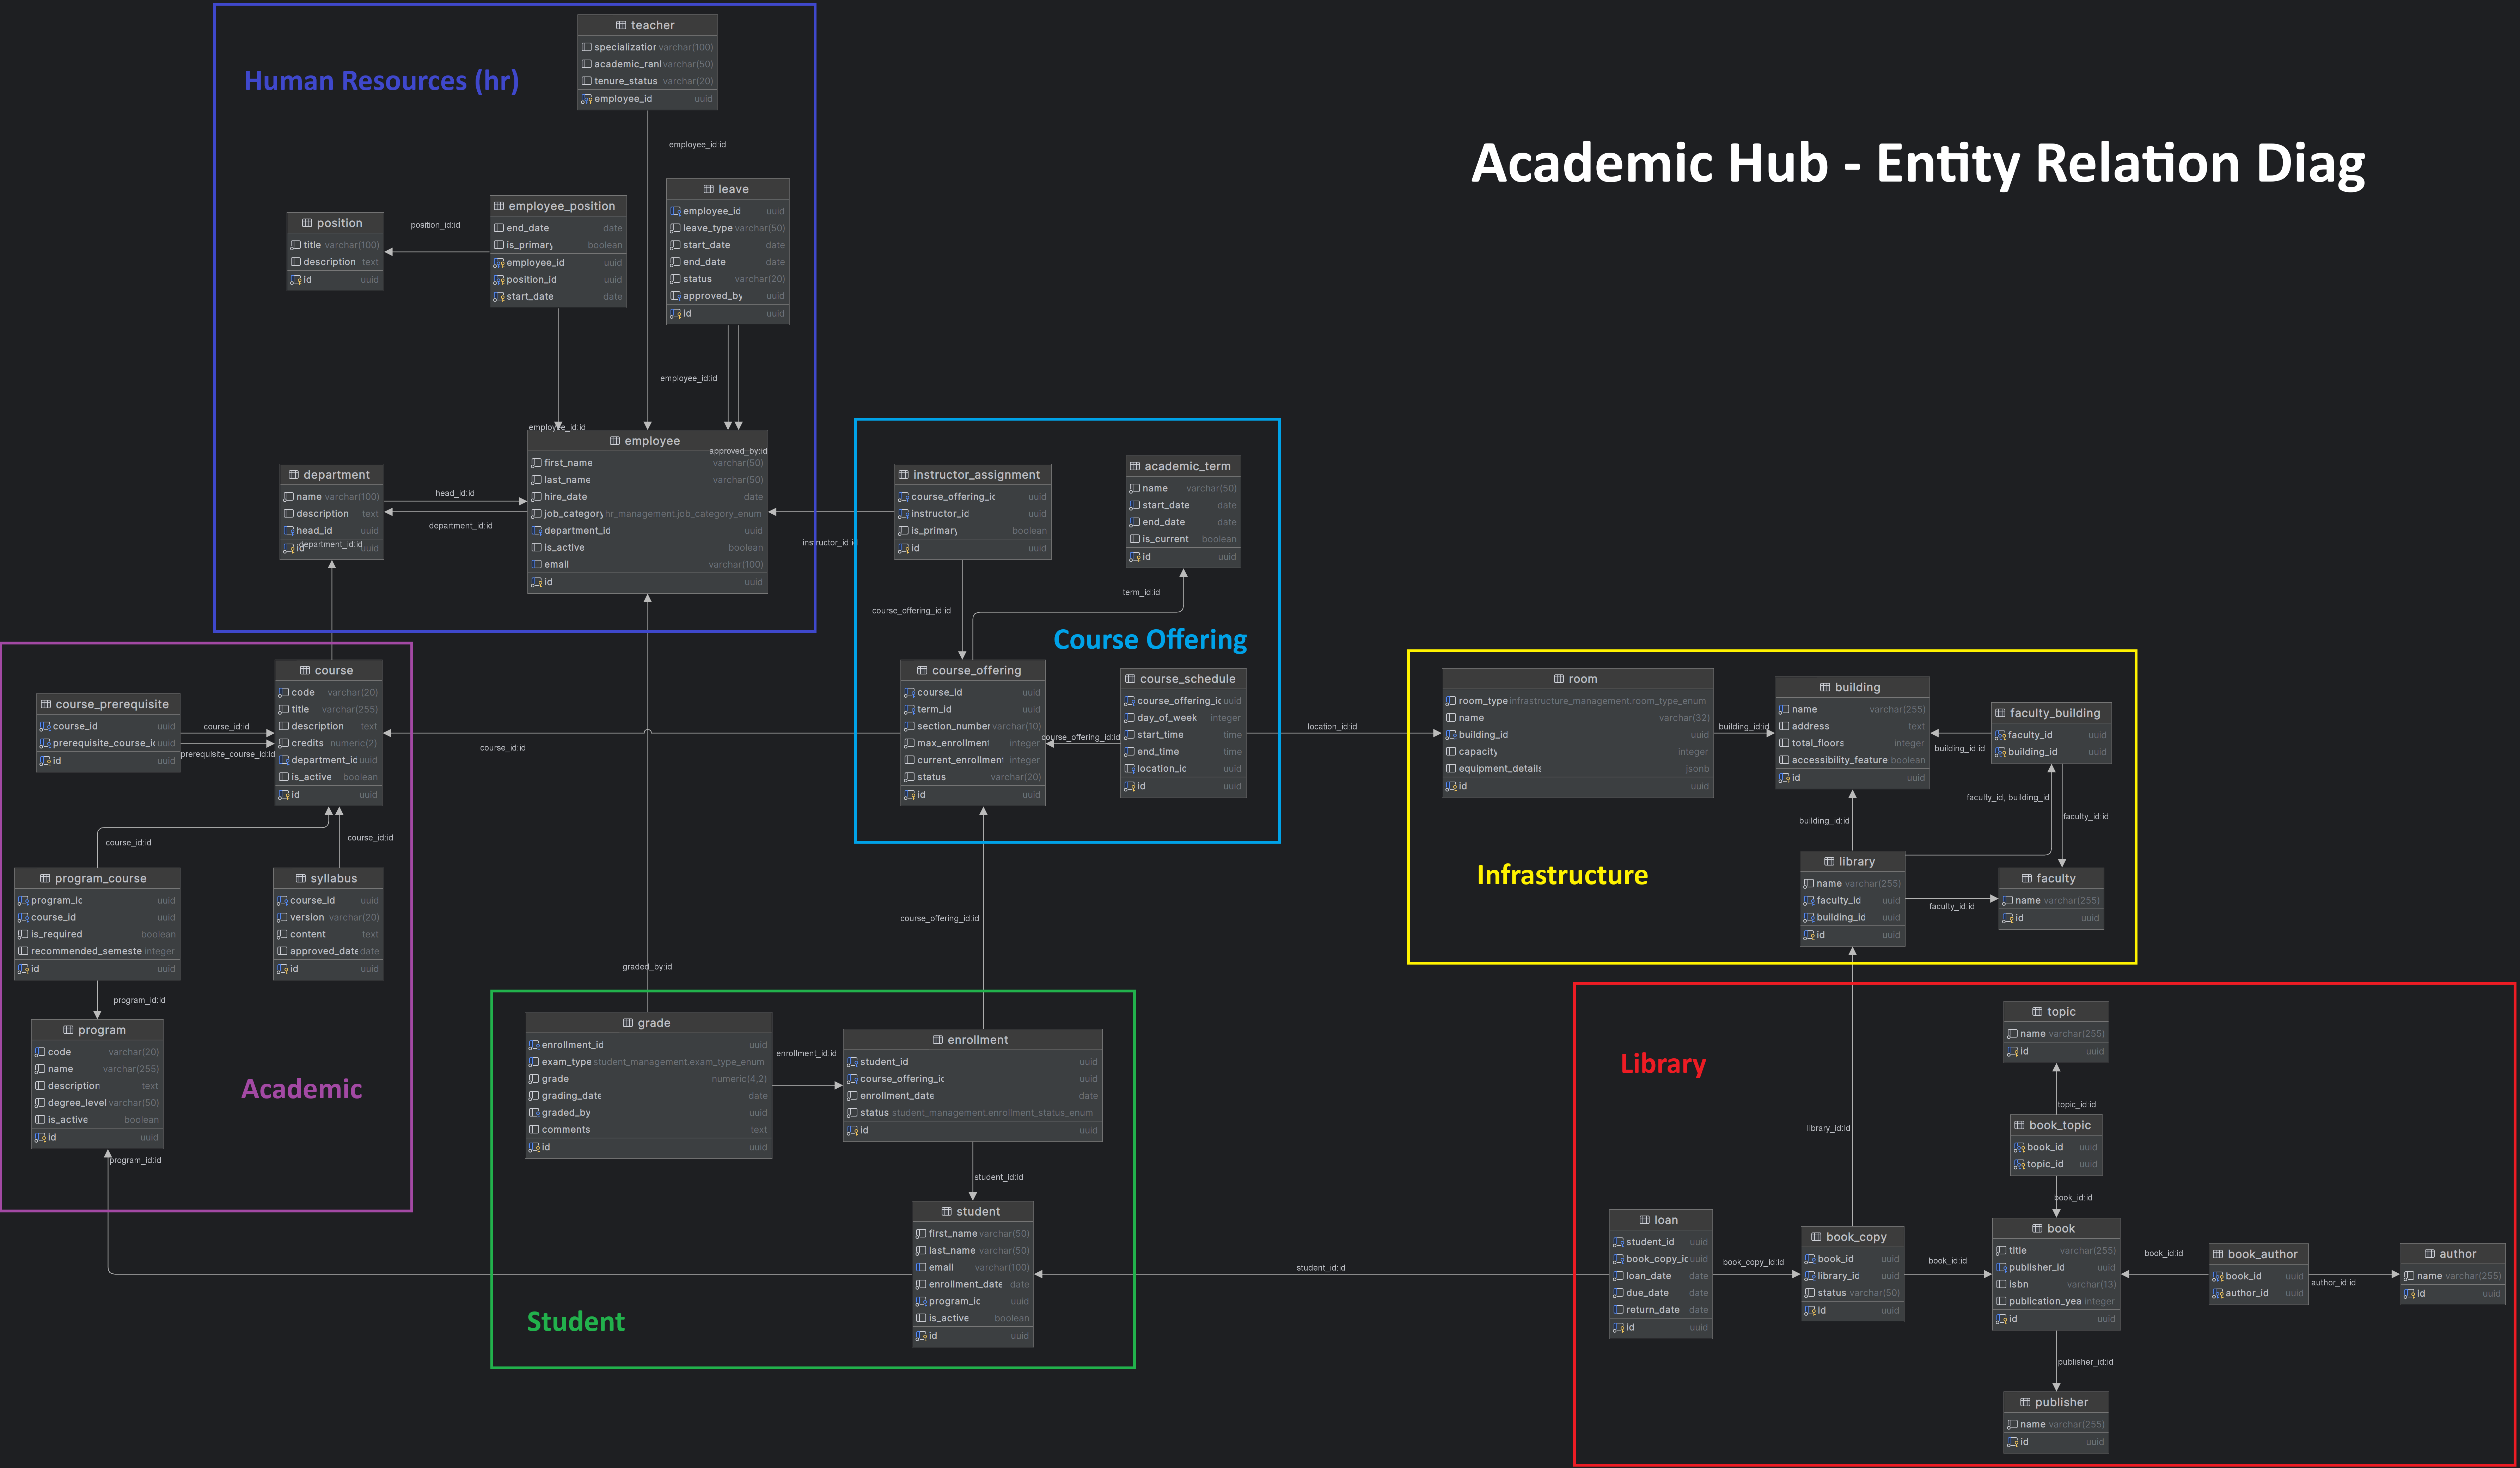 Academic Hub - Entity Relation Diag
Human Resources (hr)
teacher
specialization varchar(100)
academic_ran varchar(50)
tenure_status varchar(20)
employee_id uuid
employee_id:id
leave
employee_id uuid
leave_type varchar(50)
start_date date
end_date date
status varchar(20)
approved_by uuid
id uuid
employee_position
end_date date
is_primary boolean
employee_id uuid
position_id uuid
start_date date
position_id:id
position
title varchar(100)
description text
id uuid
employee_id:id
employee_id:id
approved_by:id
employee
first_name varchar(50)
last_name varchar(50)
hire_date date
job_category hr_management.job_category_enum
department_id uuid
is_active boolean
email varchar(100)
id uuid
head_id:id
department_id:id
department
name varchar(100)
description text
head_id uuid
id uuid
department_id:id
instructor_id:id
Course Offering
instructor_assignment
course_offering_id uuid
instructor_id uuid
is_primary boolean
id uuid
academic_term
name varchar(50)
start_date date
end_date date
is_current boolean
id uuid
term_id:id
course_offering_id:id
course_offering
course_id uuid
term_id uuid
section_number varchar(10)
max_enrollment integer
current_enrollment integer
status varchar(20)
id uuid
course_offering_id:id
course_schedule
course_offering_id uuid
day_of_week integer
start_time time
end_time time
location_id uuid
id uuid
location_id:id
course_id:id
Academic
course
code varchar(20)
title varchar(255)
description text
credits numeric(2)
department_id uuid
is_active boolean
id uuid
course_prerequisite
course_id uuid
prerequisite_course_id uuid
id uuid
course_id:id
prerequisite_course_id:id
course_id:id
course_id:id
program_course
program_id uuid
course_id uuid
is_required boolean
recommended_semeste integer
id uuid
syllabus
course_id uuid
version varchar(20)
content text
approved_date date
id uuid
program_id:id
program
code varchar(20)
name varchar(255)
description text
degree_level varchar(50)
is_active boolean
id uuid
program_id:id
Infrastructure
room
room_type infrastructure_management.room_type_enum
name varchar(32)
building_id uuid
capacity integer
equipment_details jsonb
id uuid
building_id:id
building
name varchar(255)
address text
total_floors integer
accessibility_feature boolean
id uuid
building_id:id
faculty_building
faculty_id uuid
building_id uuid
faculty_id, building_id
faculty_id:id
building_id:id
library
name varchar(255)
faculty_id uuid
building_id uuid
id uuid
faculty_id:id
faculty
name varchar(255)
id uuid
graded_by:id
course_offering_id:id
Student
grade
enrollment_id uuid
exam_type student_management.exam_type_enum
grade numeric(4,2)
grading_date date
graded_by uuid
comments text
id uuid
enrollment_id:id
enrollment
student_id uuid
course_offering_id uuid
enrollment_date date
status student_management.enrollment_status_enum
id uuid
student_id:id
student
first_name varchar(50)
last_name varchar(50)
email varchar(100)
enrollment_date date
program_id uuid
is_active boolean
id uuid
student_id:id
Library
library_id:id
topic
name varchar(255)
id uuid
topic_id:id
book_topic
book_id uuid
topic_id uuid
book_id:id
loan
student_id uuid
book_copy_id uuid
loan_date date
due_date date
return_date date
id uuid
book_copy_id:id
book_copy
book_id uuid
library_id uuid
status varchar(50)
id uuid
book_id:id
book
title varchar(255)
publisher_id uuid
isbn varchar(13)
publication_yea integer
id uuid
book_id:id
book_author
book_id uuid
author_id uuid
author_id:id
author
name varchar(255)
id uuid
publisher_id:id
publisher
name varchar(255)
id uuid